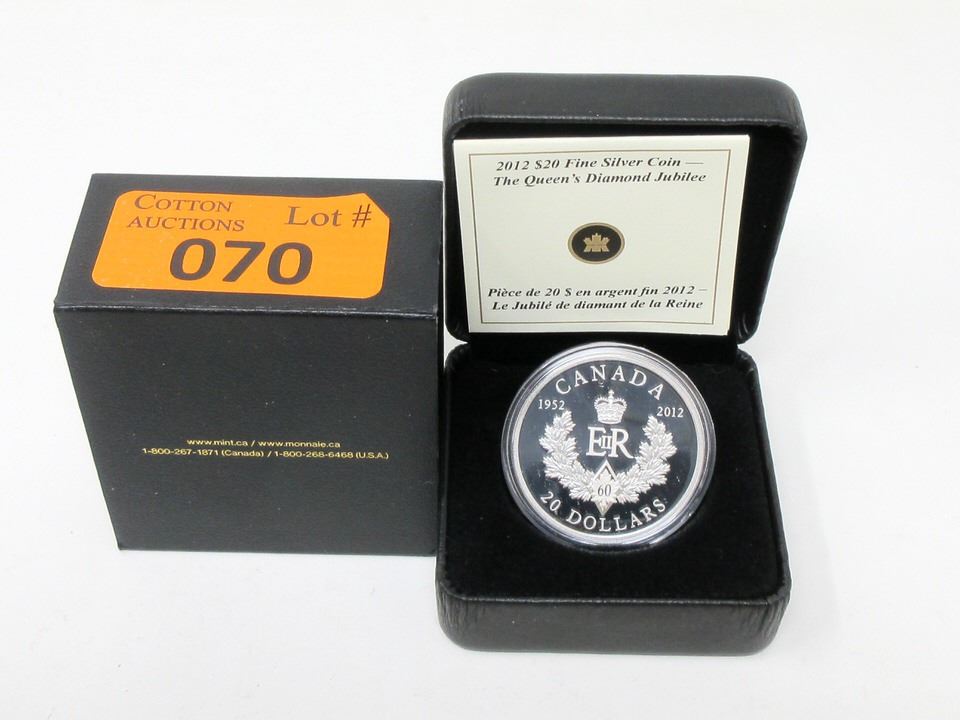 COTTON
AUCTIONS
Lot #
070
www.mint.ca / www.monnaie.ca
1-800-267-1871 (Canada) / 1-800-268-6468 (U.S.A.)
2012 $20 Fine Silver Coin —
The Queen's Diamond Jubilee
Pièce de 20 $ en argent fin 2012 –
Le Jubilé de diamant de la Reine
CANADA
1952 2012
EIIR
60
20 DOLLARS